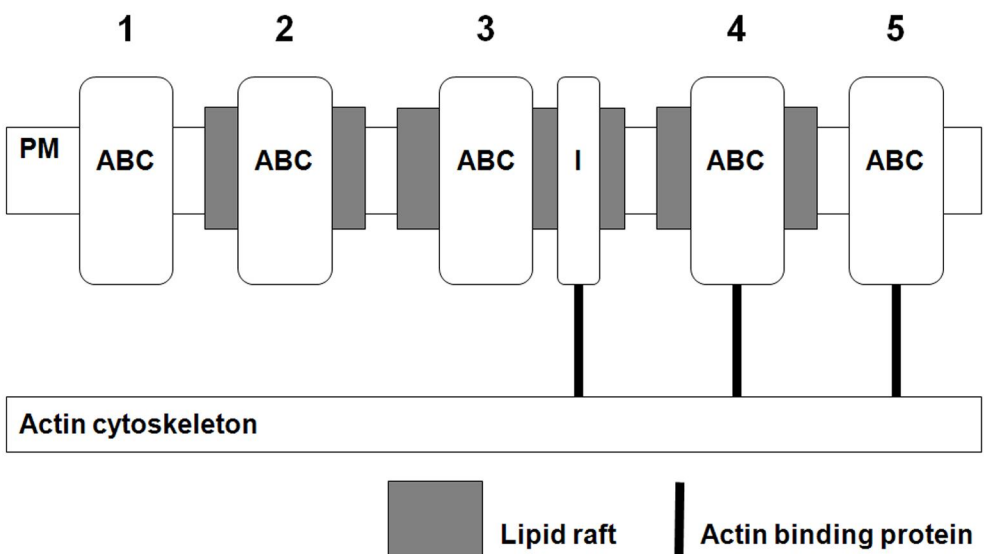 1 2 3 4 5
PM ABC ABC ABC I ABC ABC
Actin cytoskeleton
Lipid raft Actin binding protein